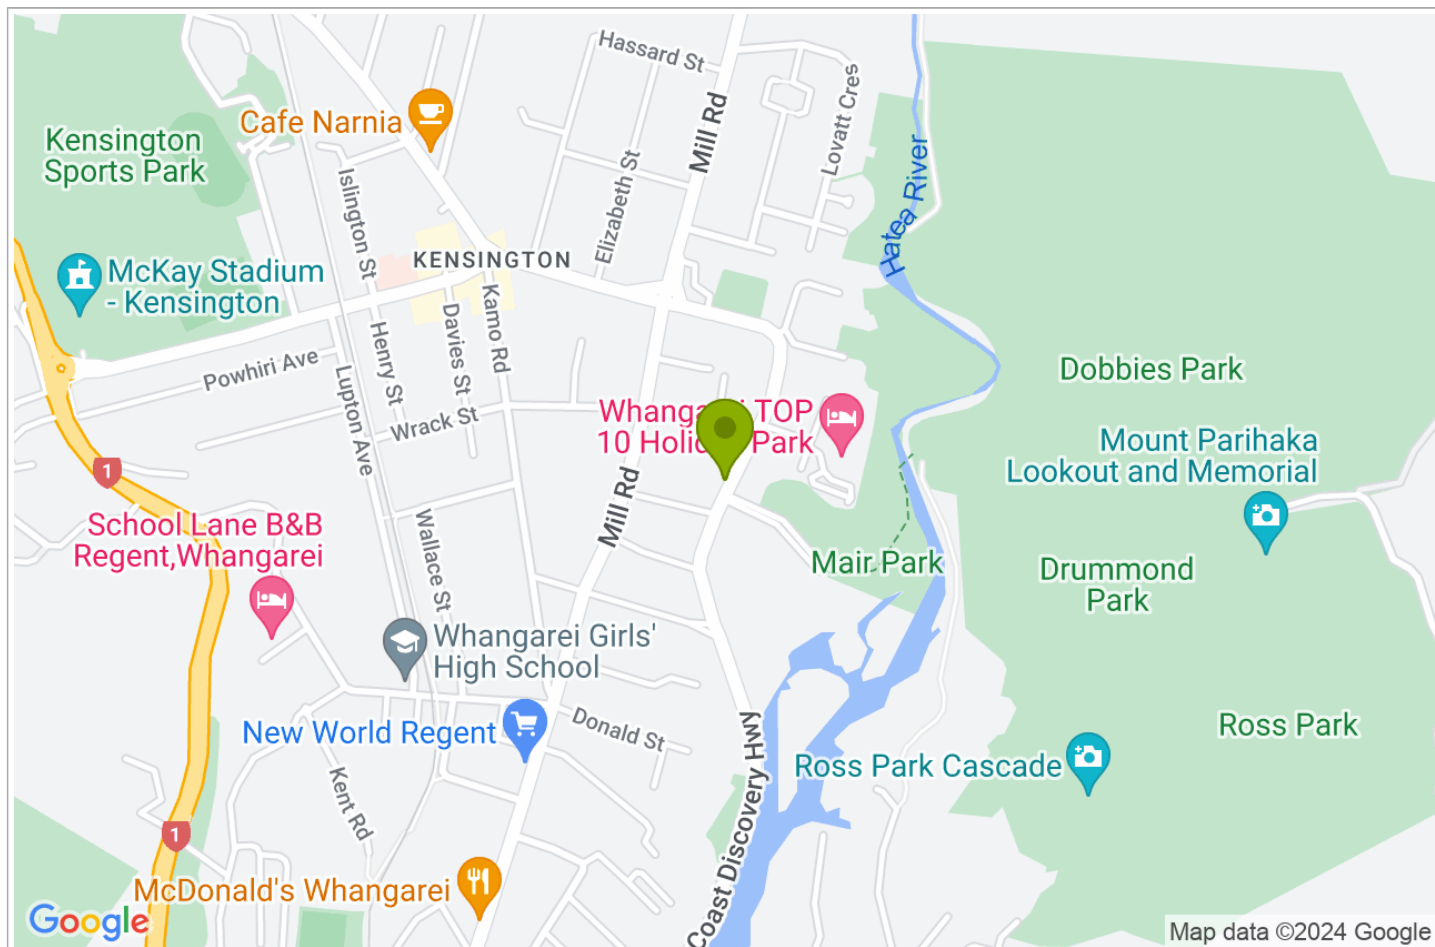 Hassard St
Lovatt Cres
Cafe Narnia
Mill Rd
Kensington
Sports Park
Islington St
Elizabeth St
Hatea River
KENSINGTON
McKay Stadium
- Kensington
Kamo Rd
Davies St
Henry St
Powhiri Ave
Lupton Ave
Wrack St
Dobbies Park
Whangarei TOP
10 Holiday Park
Mount Parihaka
Lookout and Memorial
1
Mill Rd
School Lane B&B
Regent,Whangarei
Wallace St
Mair Park
Drummond
Park
Whangarei Girls'
High School
New World Regent
Donald St
Ross Park
Coast Discovery Hwy
Ross Park Cascade
Kent Rd
1
McDonald's Whangarei
Google
Map data ©2024 Google